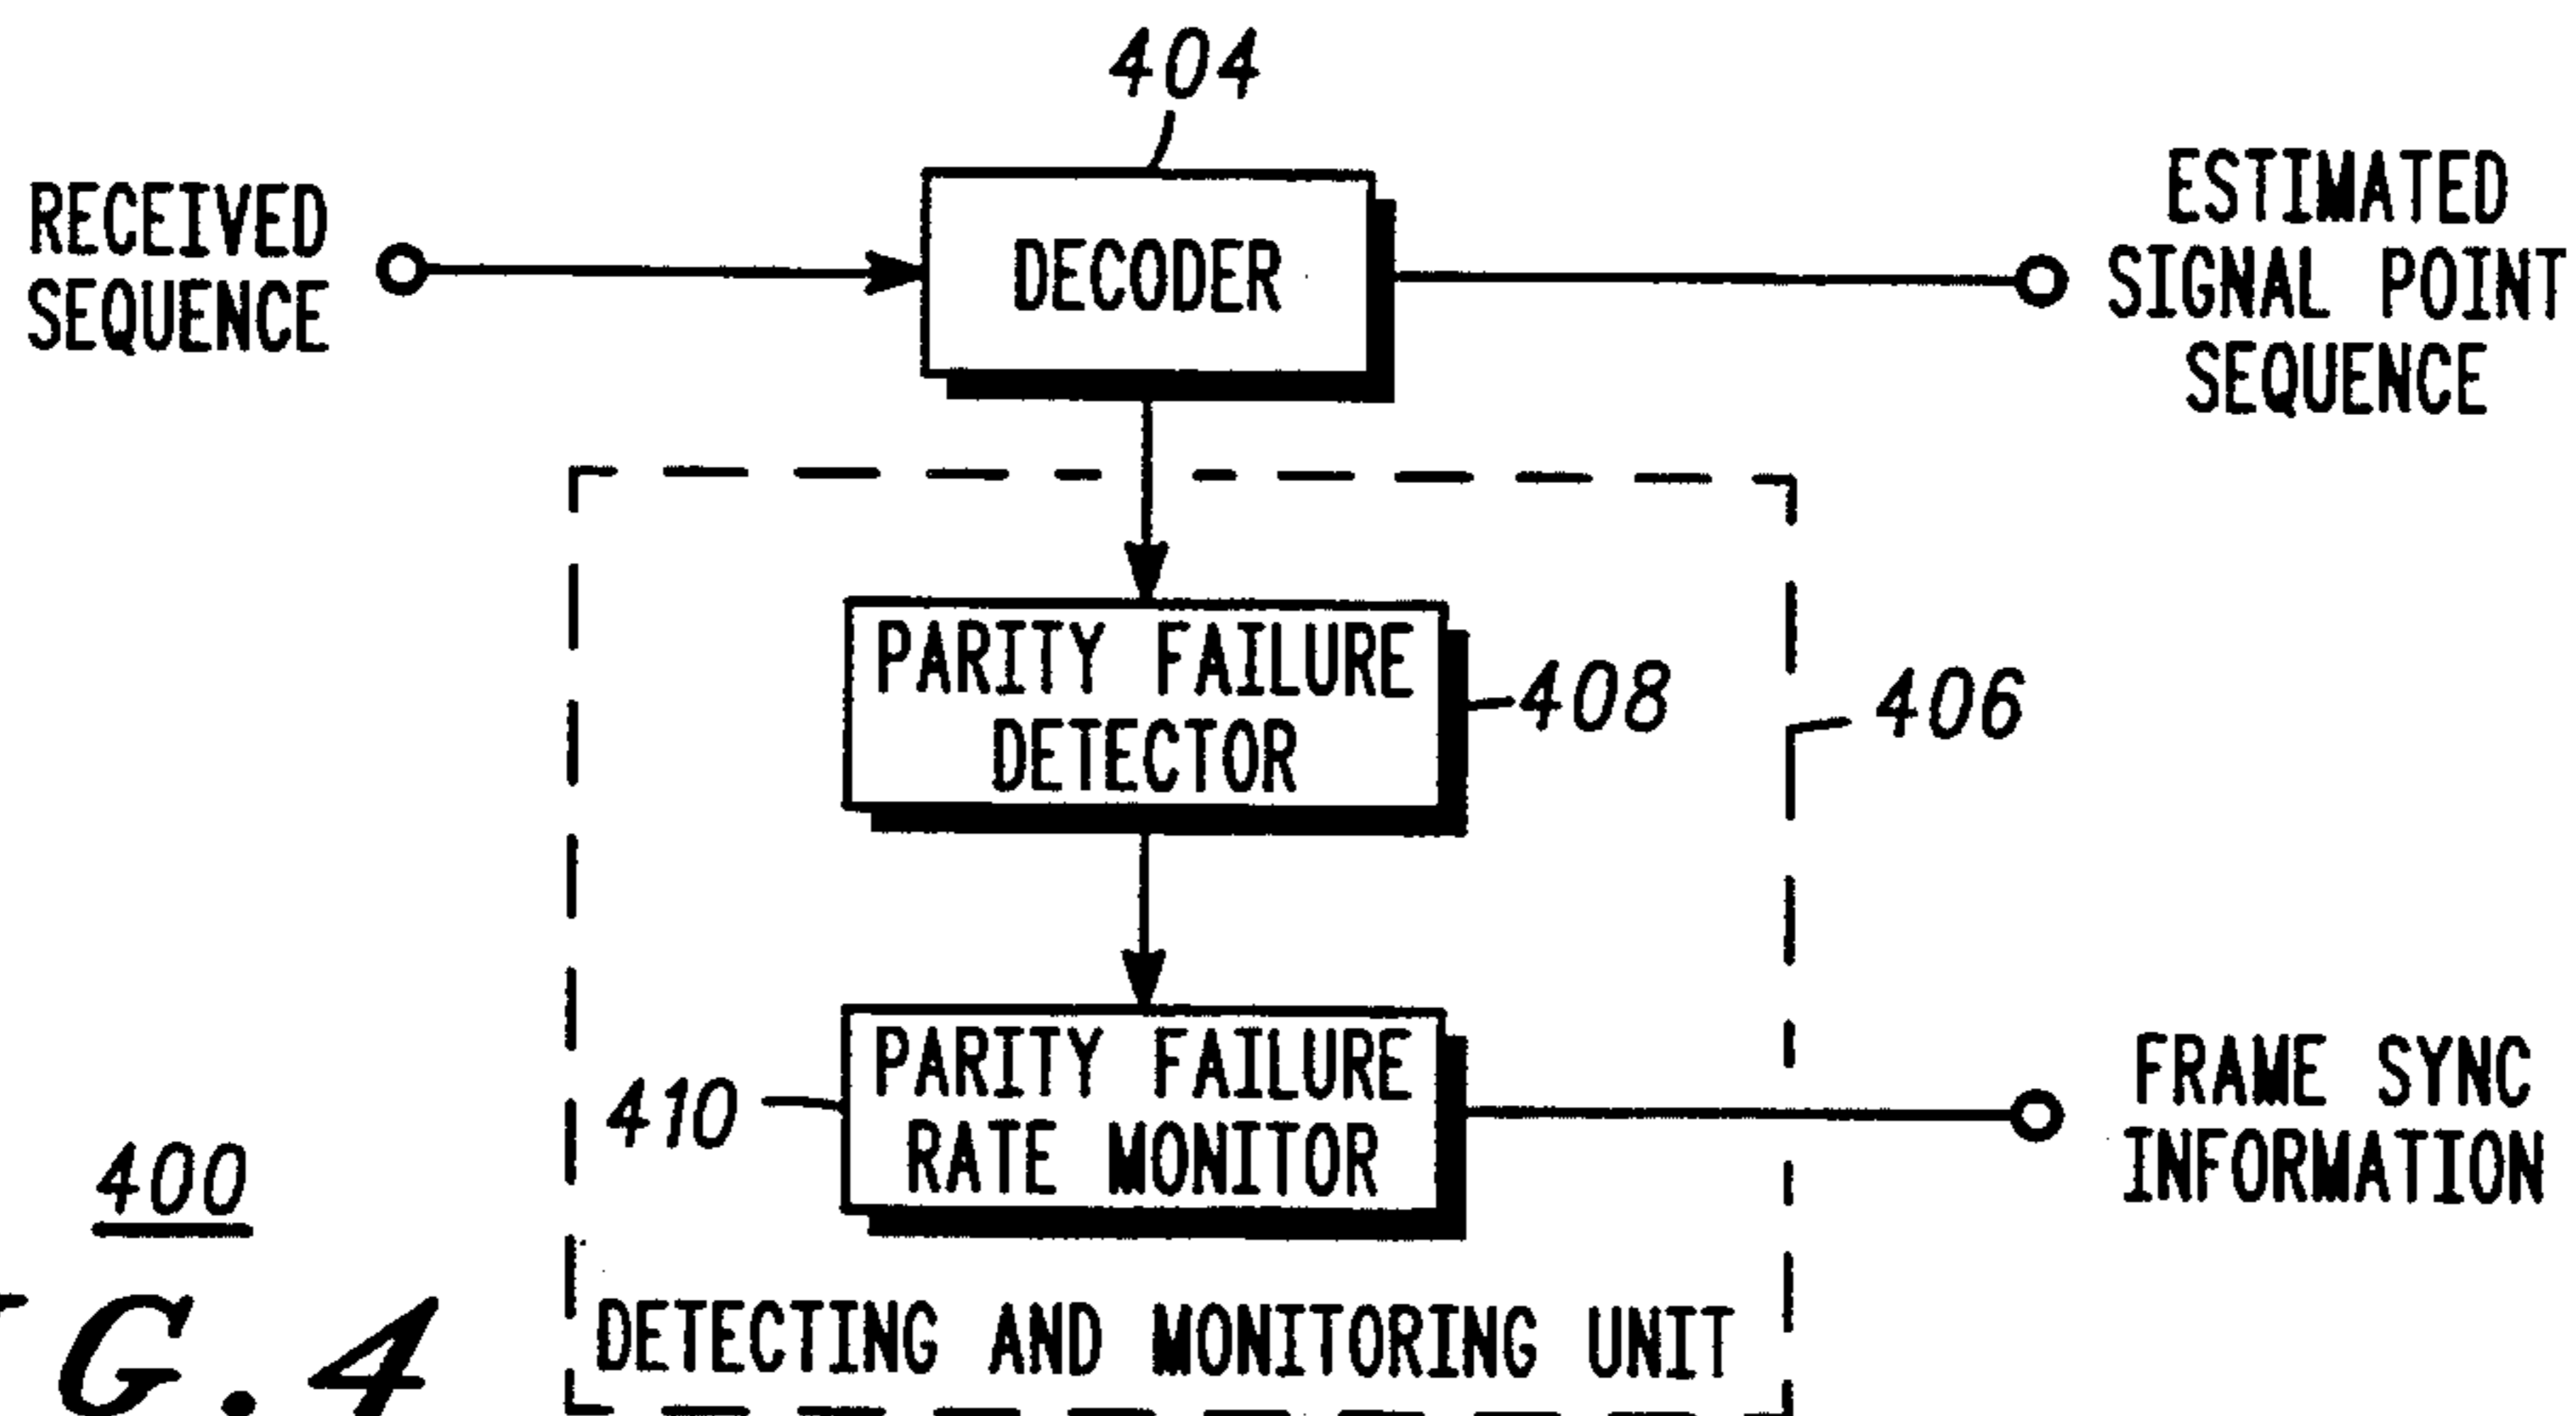 404
RECEIVED
SEQUENCE
DECODER
ESTIMATED
SIGNAL POINT
SEQUENCE
PARITY FAILURE
DETECTOR
408
406
PARITY FAILURE
RATE MONITOR
410
FRAME SYNC
INFORMATION
400
DETECTING AND MONITORING UNIT
G.4